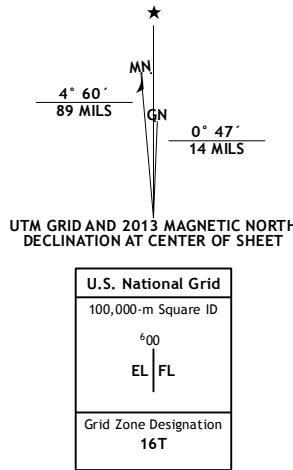 ★
MN
4° 60´
89 MILS
GN
0° 47´
14 MILS
UTM GRID AND 2013 MAGNETIC NORTH
DECLINATION AT CENTER OF SHEET
U.S. National Grid
100,000-m Square ID
⁶00
EL FL
Grid Zone Designation
16T